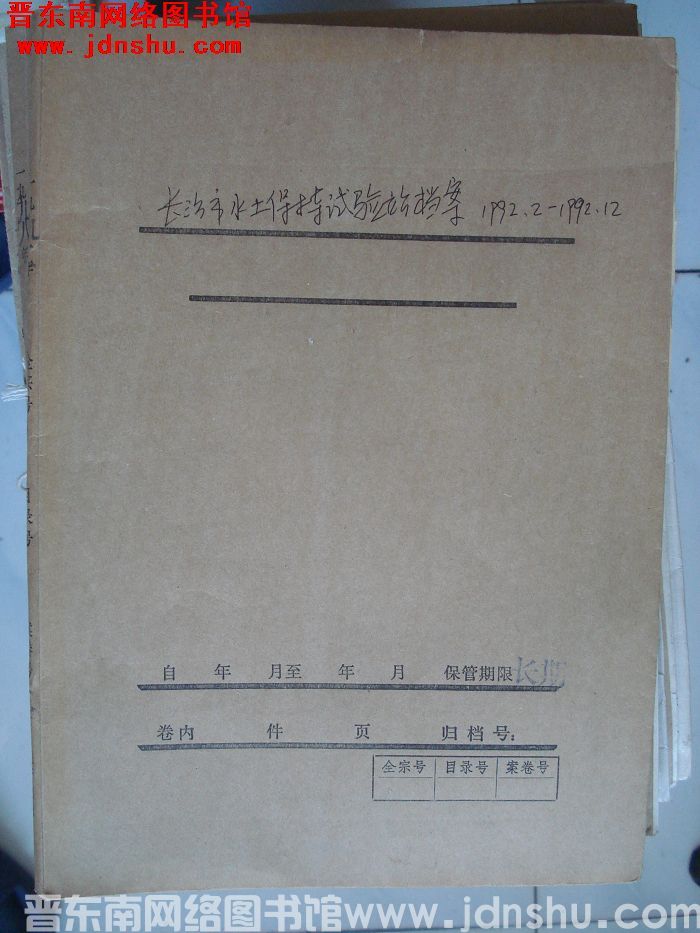 晋东南网络图书馆
www.jdnshu.com
长治市水土保持试验站档案 1992.2-1992.12
自 年 月至 年 月 保管期限 长期
卷内 件 页 归档号:
全宗号 目录号 案卷号
晋东南网络图书馆www.jdnshu.com